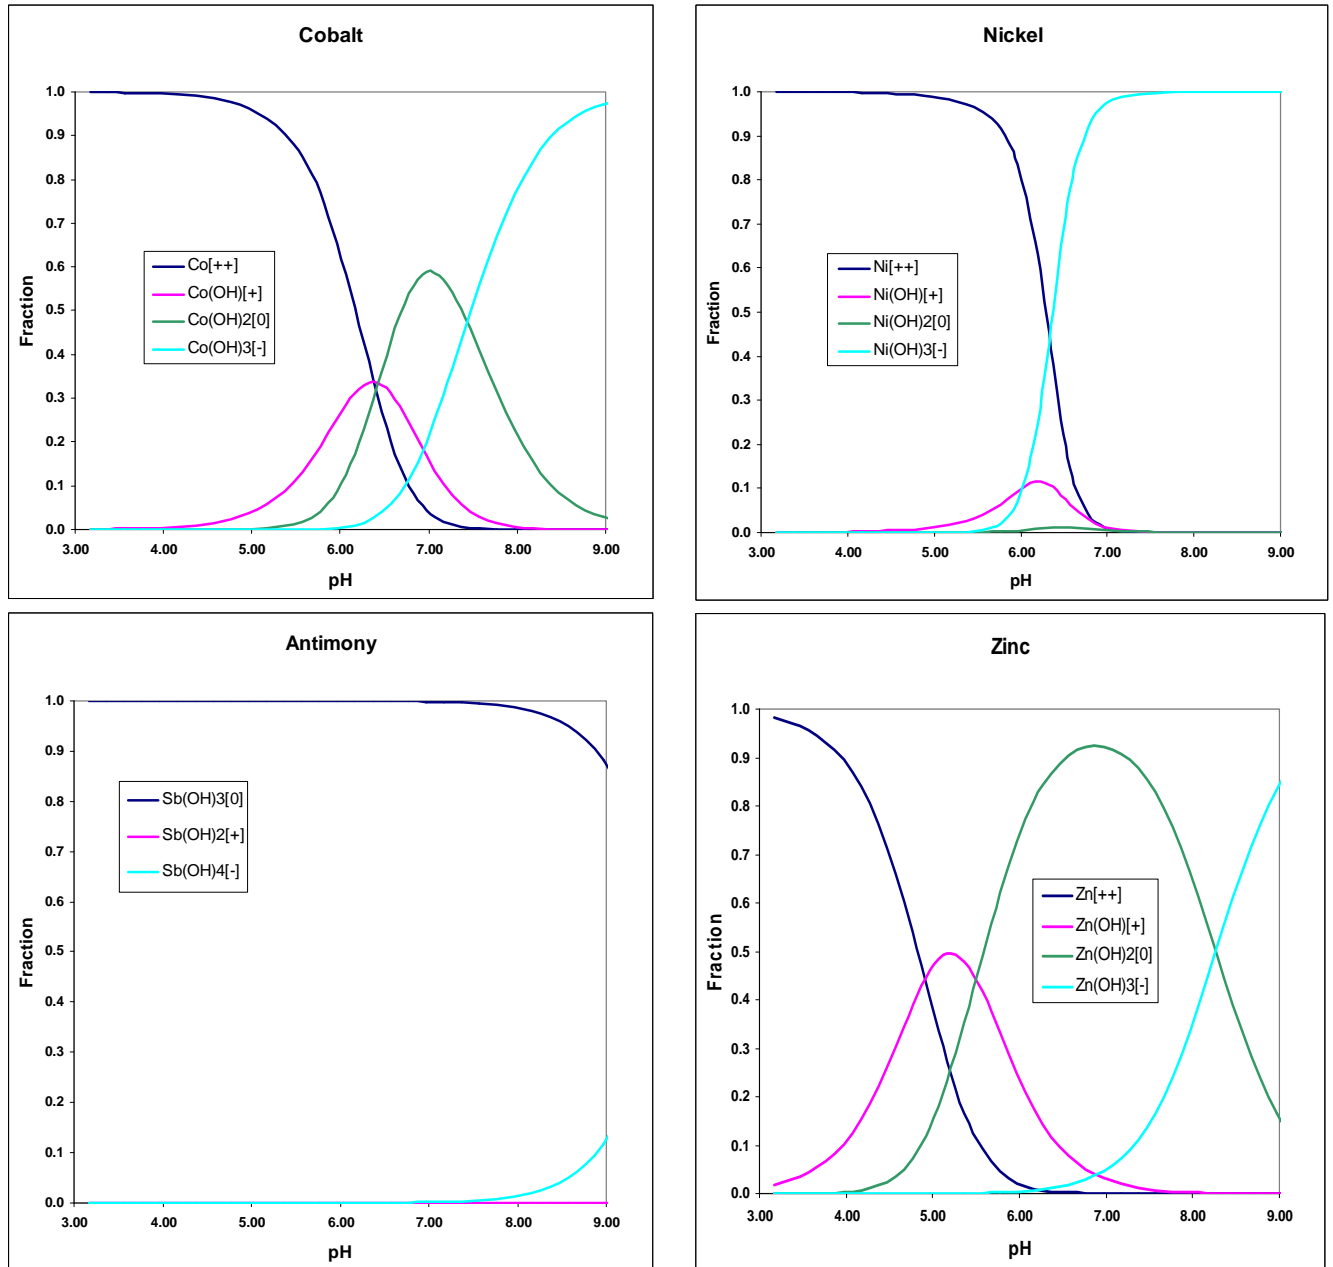 Cobalt
1.0
0.9
0.8
0.7
0.6
0.5
0.4
0.3
0.2
0.1
0.0
Fraction
Co[++]
Co(OH)[+]
Co(OH)2[0]
Co(OH)3[-]
3.00 4.00 5.00 6.00 7.00 8.00 9.00
pH
Nickel
1.0
0.9
0.8
0.7
0.6
0.5
0.4
0.3
0.2
0.1
0.0
Fraction
Ni[++]
Ni(OH)[+]
Ni(OH)2[0]
Ni(OH)3[-]
3.00 4.00 5.00 6.00 7.00 8.00 9.00
pH
Antimony
1.0
0.9
0.8
0.7
0.6
0.5
0.4
0.3
0.2
0.1
0.0
Fraction
Sb(OH)3[0]
Sb(OH)2[+]
Sb(OH)4[-]
3.00 4.00 5.00 6.00 7.00 8.00 9.00
pH
Zinc
1.0
0.9
0.8
0.7
0.6
0.5
0.4
0.3
0.2
0.1
0.0
Fraction
Zn[++]
Zn(OH)[+]
Zn(OH)2[0]
Zn(OH)3[-]
3.00 4.00 5.00 6.00 7.00 8.00 9.00
pH